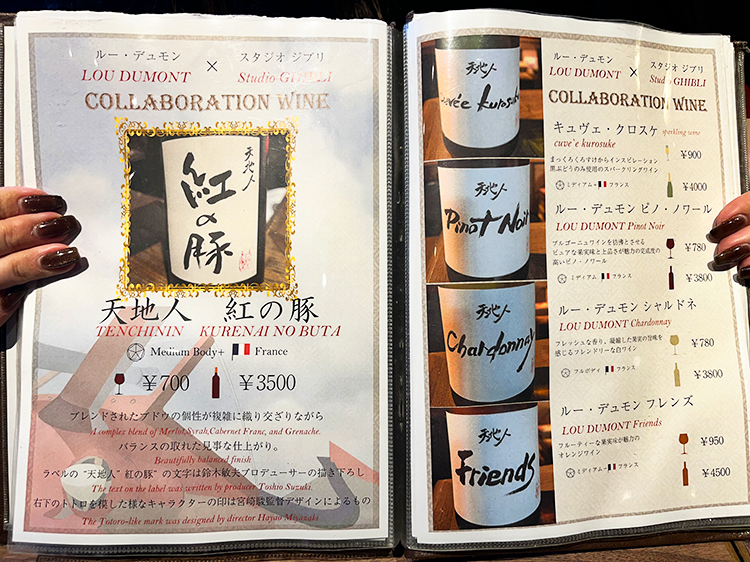 ルー・デュモン × スタジオ ジブリ
LOU DUMONT Studio GHIBLI
COLLABORATION WINE
天地人
紅の豚
天地人 紅の豚
TENCHININ KURENAI NO BUTA
Medium Body+ France
¥700 ¥3500
ブレンドされたブドウの個性が複雑に織り交ざりながら
A complex blend of Merlot,Syrah,Cabernet Franc, and Grenache.
バランスの取れた見事な仕上がり。
Beautifully balanced finish
ラベルの“天地人”紅の豚”の文字は鈴木敏夫プロデューサーの描き下ろし
The text on the label was written by producer Toshio Suzuki.
右下のトトロを模した様なキャラクターの印は宮崎駿監督デザインによるもの
The Totoro-like mark was designed by director Hayao Miyazaki
ルー・デュモン × スタジオ ジブリ
LOU DUMONT Studio GHIBLI
COLLABORATION WINE
天地人
cuvée kurosuke
キュヴェ・クロスケ sparkling wine
cuve'e kurosuke
¥900
まっくろくろすけからインスピレーション
黒ぶどうのみ使用のスパークリングワイン
ミディアム+ フランス
¥4000
天地人
Pinot Noir
ルー・デュモン ピノ・ノワール
LOU DUMONT Pinot Noir
ブルゴーニュワインを彷彿とさせる
ピュアな果実味と上品さが魅力の完成度の
高いピノ・ノワール
¥780
ミディアム フランス
¥3800
天地人
Chardonnay
ルー・デュモン シャルドネ
LOU DUMONT Chardonnay
フレッシュな香り、凝縮した果実の旨味を
感じるフレンドリーな白ワイン
¥780
フルボディ フランス
¥3800
天地人
Friends
ルー・デュモン フレンズ
LOU DUMONT Friends
フルーティーな果実味が魅力の
オレンジワイン
¥950
ミディアム+ フランス
¥4500